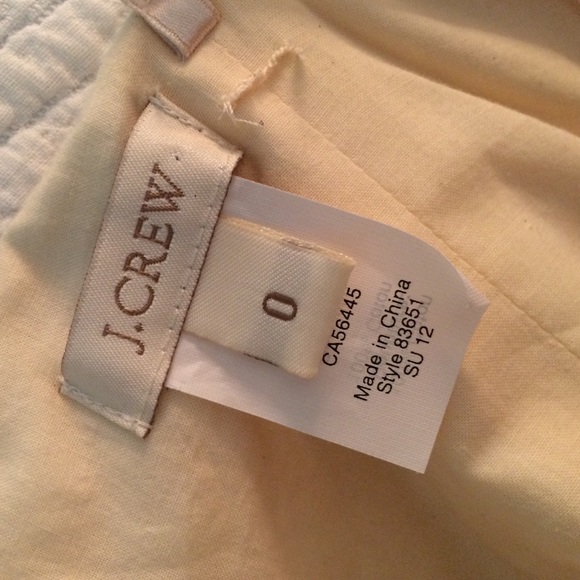 J.CREW
0
CA56445
Made in China
Style 83651
SU 12